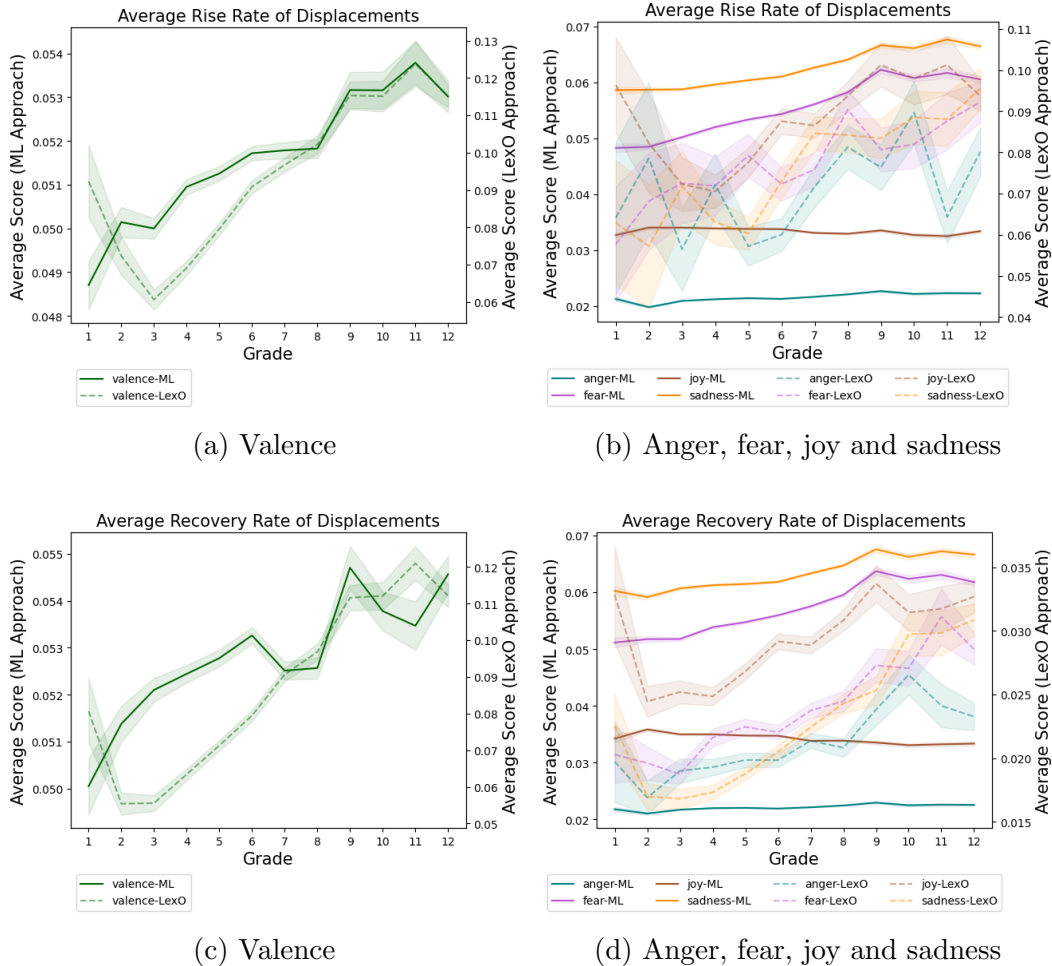 Average Rise Rate of Displacements
Average Score (ML Approach)
0.054
0.053
0.052
0.051
0.050
0.049
0.048
0.13
0.12
0.11
0.10
0.09
0.08
0.07
0.06
Average Score (LexO Approach)
1 2 3 4 5 6 7 8 9 10 11 12
Grade
valence-ML
valence-LexO
(a) Valence
Average Rise Rate of Displacements
Average Score (ML Approach)
0.07
0.06
0.05
0.04
0.03
0.02
0.11
0.10
0.09
0.08
0.07
0.06
0.05
0.04
Average Score (LexO Approach)
1 2 3 4 5 6 7 8 9 10 11 12
Grade
anger-ML joy-ML anger-LexO joy-LexO
fear-ML sadness-ML fear-LexO sadness-LexO
(b) Anger, fear, joy and sadness
Average Recovery Rate of Displacements
Average Score (ML Approach)
0.055
0.054
0.053
0.052
0.051
0.050
0.12
0.11
0.10
0.09
0.08
0.07
0.06
0.05
Average Score (LexO Approach)
1 2 3 4 5 6 7 8 9 10 11 12
Grade
valence-ML
valence-LexO
(c) Valence
Average Recovery Rate of Displacements
Average Score (ML Approach)
0.07
0.06
0.05
0.04
0.03
0.02
0.035
0.030
0.025
0.020
0.015
Average Score (LexO Approach)
1 2 3 4 5 6 7 8 9 10 11 12
Grade
anger-ML joy-ML anger-LexO joy-LexO
fear-ML sadness-ML fear-LexO sadness-LexO
(d) Anger, fear, joy and sadness